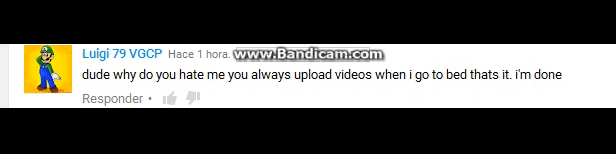 Luigi 79 VGCP Hace 1 hora. www.Bandicam.com
dude why do you hate me you always upload videos when i go to bed thats it. i'm done
Responder •